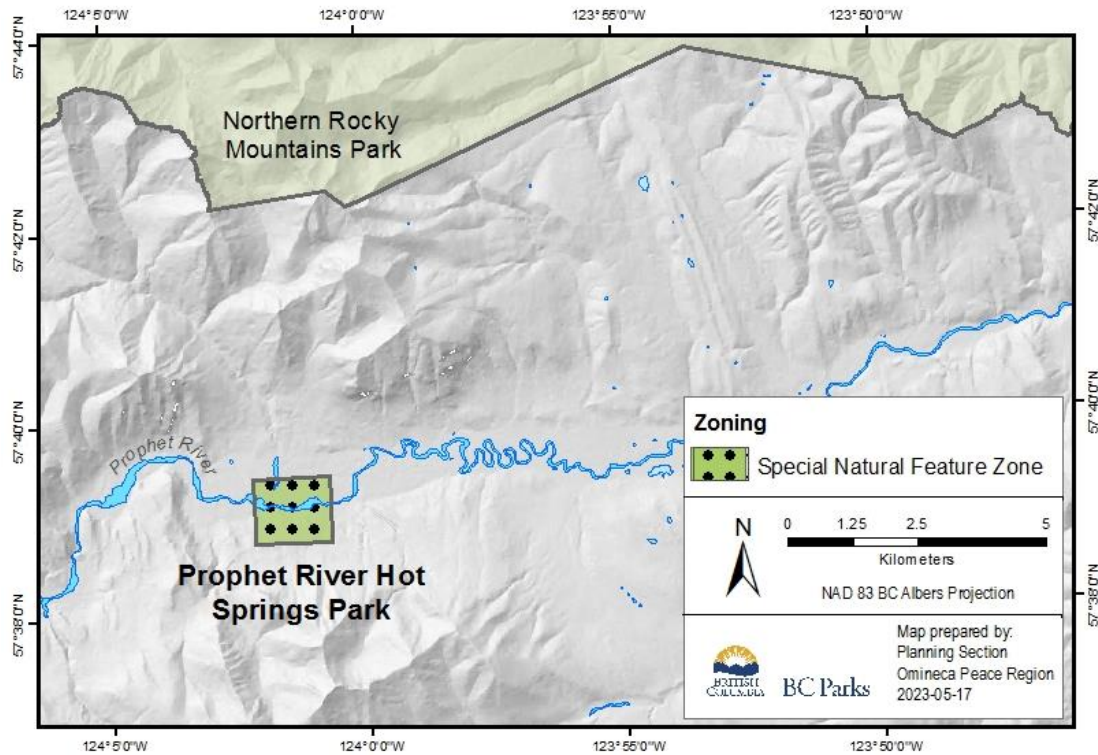 124°5'0"W
124°0'0"W
123°55'0"W
123°50'0"W
57°44'0"N
57°42'0"N
57°40'0"N
57°38'0"N
Northern Rocky
Mountains Park
57°42'0"N
57°40'0"N
57°38'0"N
Prophet River
Prophet River Hot
Springs Park
Zoning
Special Natural Feature Zone
N
0 1.25 2.5 5
Kilometers
NAD 83 BC Albers Projection
BRITISH
COLUMBIA
BC Parks
Map prepared by:
Planning Section
Omineca Peace Region
2023-05-17
124°5'0"W
124°0'0"W
123°55'0"W
123°50'0"W